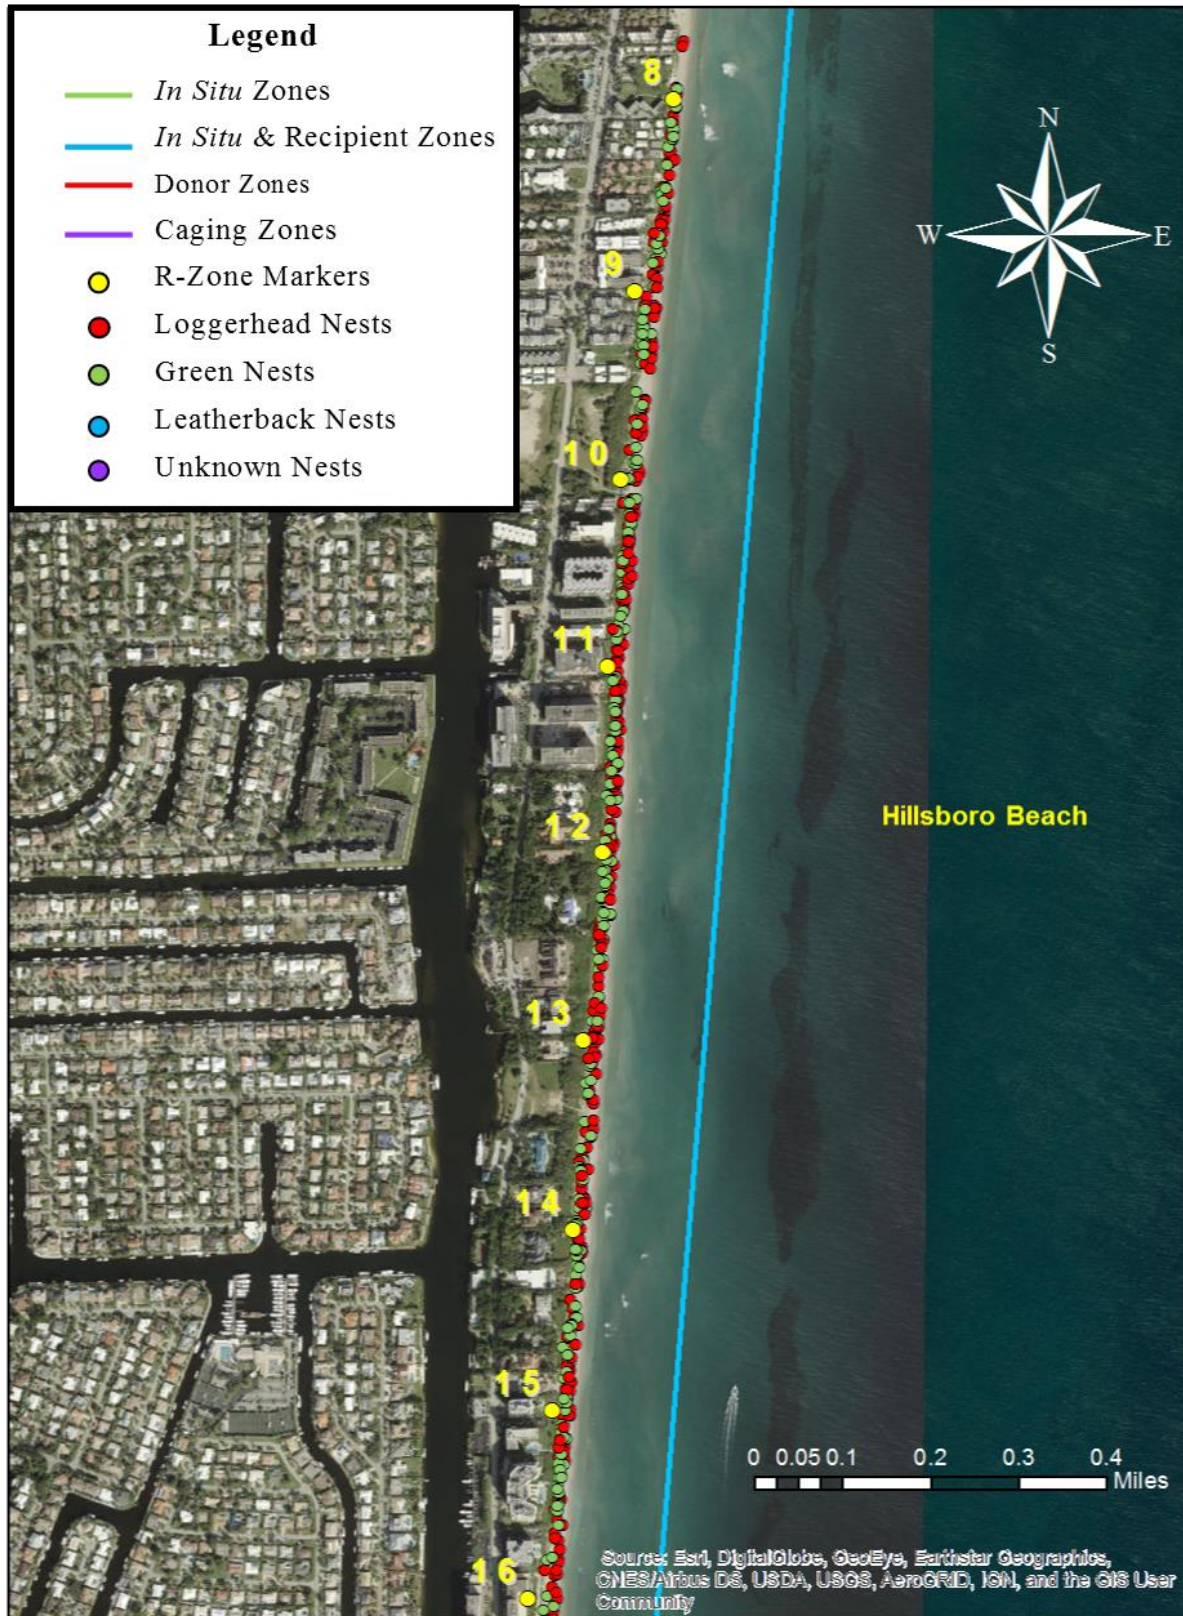 Legend
In Situ Zones
In Situ & Recipient Zones
Donor Zones
Caging Zones
R-Zone Markers
Loggerhead Nests
Green Nests
Leatherback Nests
Unknown Nests
N
W E
S
8
9
10
11
12
Hillsboro Beach
13
14
15
0 0.05 0.1 0.2 0.3 0.4
Miles
16
Source: Esri, DigitalGlobe, GeoEye, Earthstar Geographics,
CNES/Airbus DS, USDA, USGS, AeroGRID, IGN, and the GIS User
Community